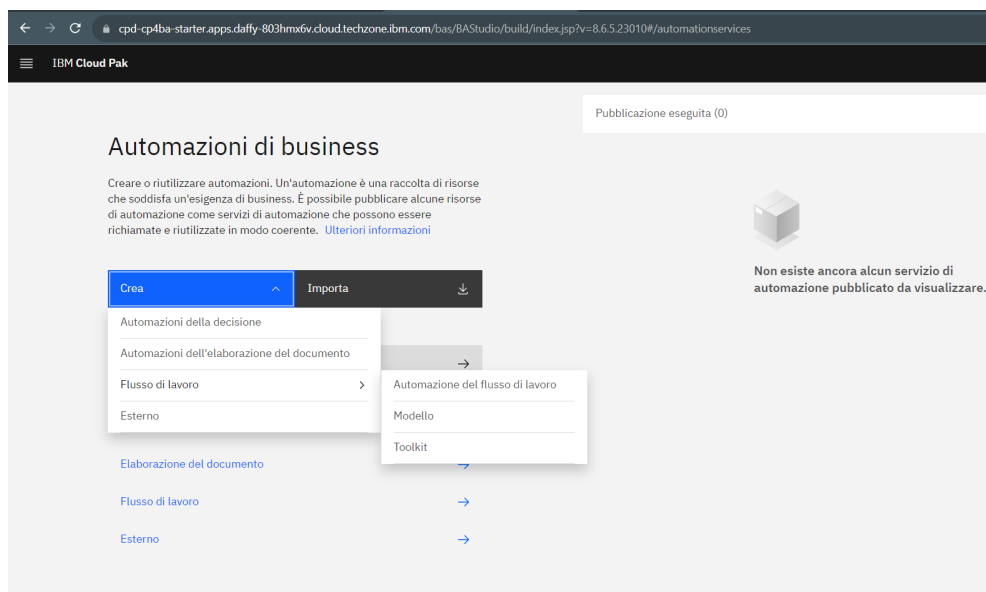 cpd-cp4ba-starter.apps.daffy-803hmx6v.cloud.techzone.ibm.com/bas/BAStudio/build/index.jsp?v=8.6.5.23010#/automationservices
IBM Cloud Pak
Pubblicazione eseguita (0)
Automazioni di business
Creare o riutilizzare automazioni. Un'automazione è una raccolta di risorse
che soddisfa un'esigenza di business. È possibile pubblicare alcune risorse
di automazione come servizi di automazione che possono essere
richiamate e riutilizzate in modo coerente. Ulteriori informazioni
Crea
Importa
Automazioni della decisione
Automazioni dell'elaborazione del documento
Flusso di lavoro
Esterno
Automazione del flusso di lavoro
Modello
Toolkit
Elaborazione del documento
Flusso di lavoro
Esterno
Non esiste ancora alcun servizio di
automazione pubblicato da visualizzare.